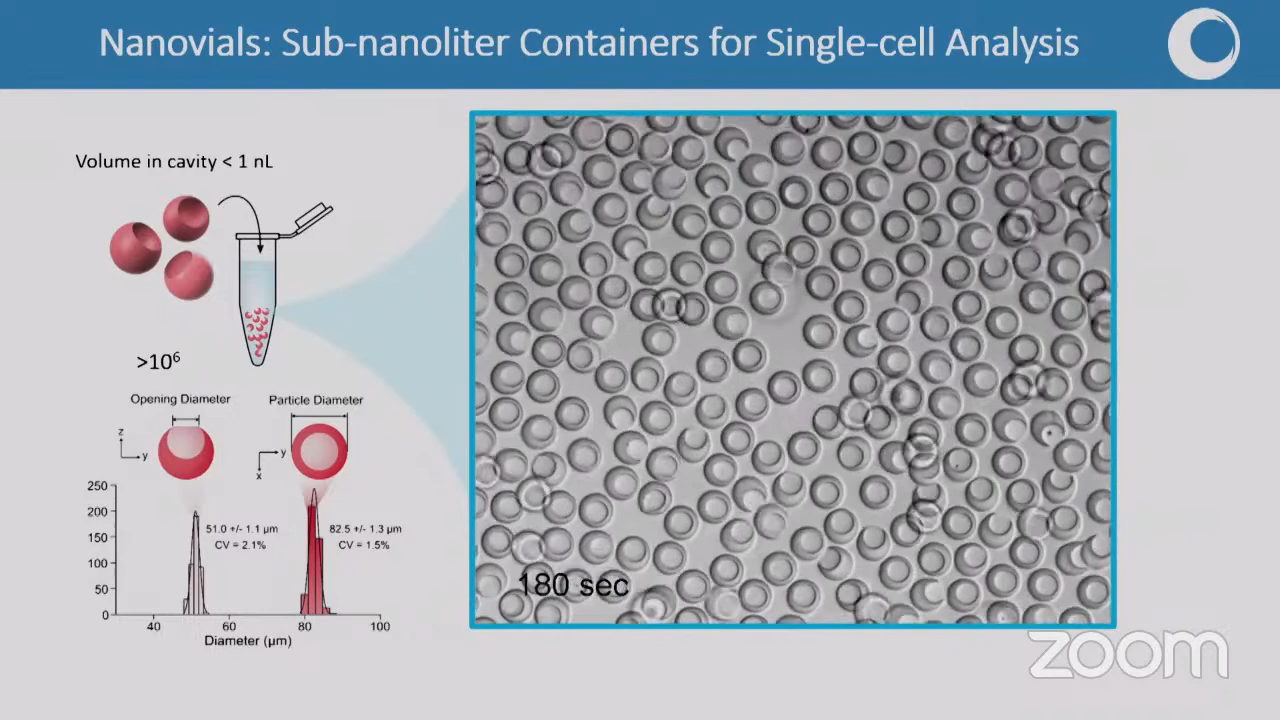 Nanovials: Sub-nanoliter Containers for Single-cell Analysis
Volume in cavity < 1 nL
>10⁶
Opening Diameter
Particle Diameter
z
y
y
x
250
200
150
100
50
0
51.0 +/- 1.1 µm
CV = 2.1%
82.5 +/- 1.3 µm
CV = 1.5%
40 60 80 100
Diameter (µm)
180 sec
zoom